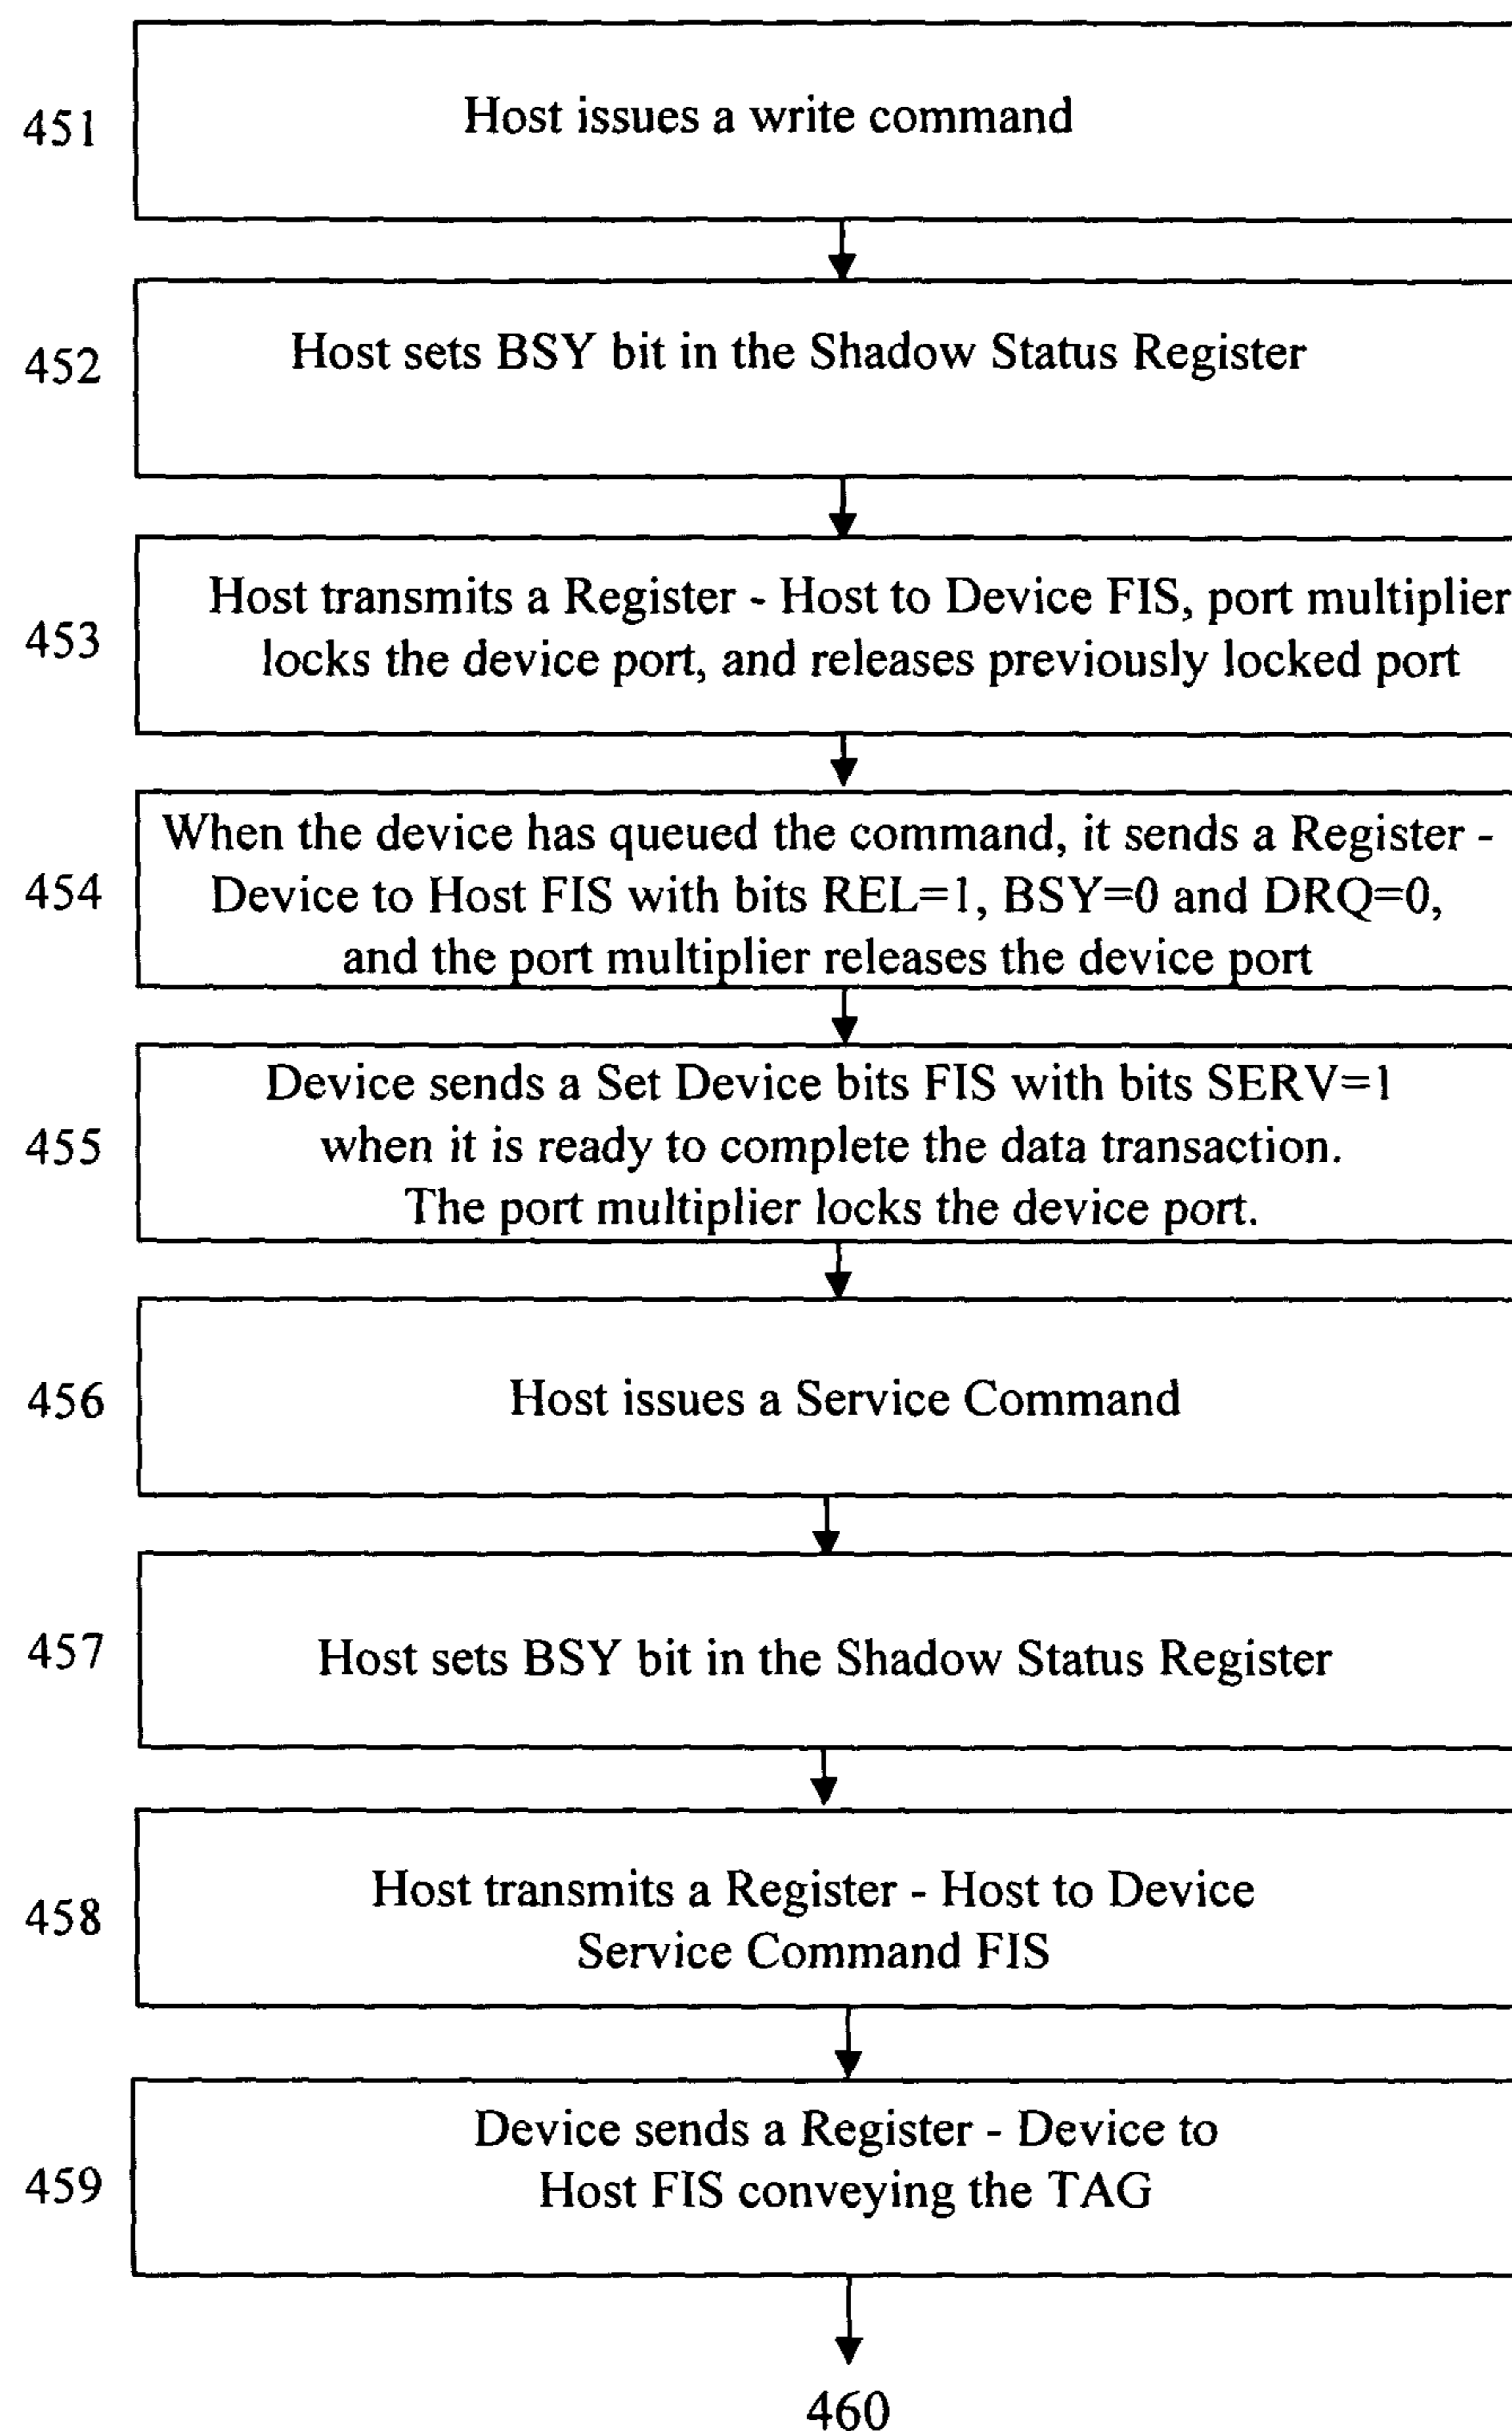 451
Host issues a write command
452
Host sets BSY bit in the Shadow Status Register
453
Host transmits a Register - Host to Device FIS, port multiplier
locks the device port, and releases previously locked port
454
When the device has queued the command, it sends a Register -
Device to Host FIS with bits REL=1, BSY=0 and DRQ=0,
and the port multiplier releases the device port
455
Device sends a Set Device bits FIS with bits SERV=1
when it is ready to complete the data transaction.
The port multiplier locks the device port.
456
Host issues a Service Command
457
Host sets BSY bit in the Shadow Status Register
458
Host transmits a Register - Host to Device
Service Command FIS
459
Device sends a Register - Device to
Host FIS conveying the TAG
460